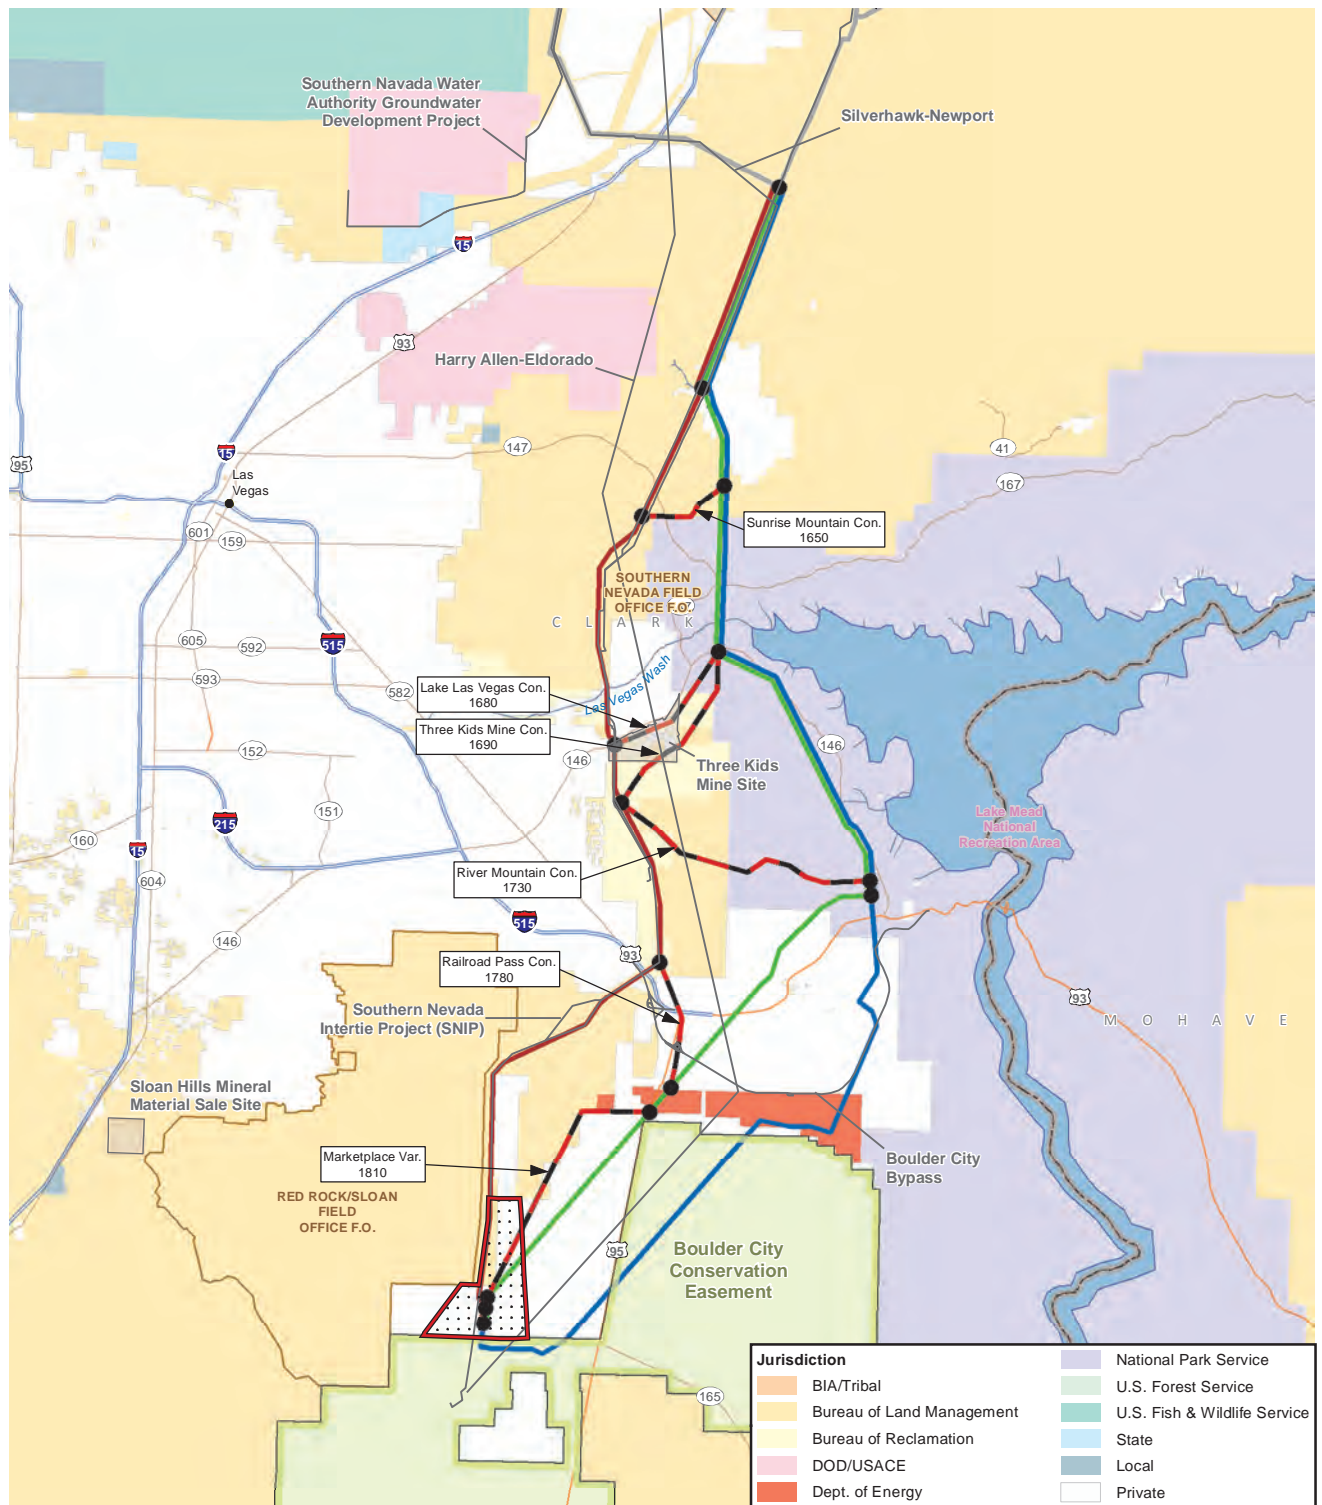 Southern Navada Water
Authority Groundwater
Development Project
Silverhawk-Newport
15
93
Harry Allen-Eldorado
147
41
167
95
15
Las
Vegas
601
159
Sunrise Mountain Con.
1650
SOUTHERN
NEVADA FIELD
OFFICE F.O.
C L A R K
605
592
515
593
582
Las Vegas Wash
Lake Las Vegas Con.
1680
Three Kids Mine Con.
1690
146
152
146
Three Kids
Mine Site
151
215
160
15
604
Lake Mead
National
Recreation Area
River Mountain Con.
1730
515
146
93
Railroad Pass Con.
1780
93
M O H A V E
Southern Nevada
Intertie Project (SNIP)
Sloan Hills Mineral
Material Sale Site
Marketplace Var.
1810
Boulder City
Bypass
RED ROCK/SLOAN
FIELD
OFFICE F.O.
95
Boulder City
Conservation
Easement
165
Jurisdiction
BIA/Tribal
Bureau of Land Management
Bureau of Reclamation
DOD/USACE
Dept. of Energy
National Park Service
U.S. Forest Service
U.S. Fish & Wildlife Service
State
Local
Private